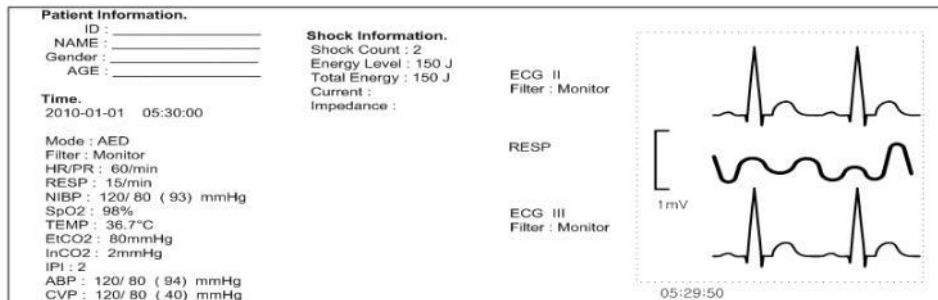 Patient Information.
ID :
NAME :
Gender :
AGE :
Time.
2010-01-01 05:30:00
Mode : AED
Filter : Monitor
HR/PR : 60/min
RESP : 15/min
NIBP : 120/ 80 ( 93) mmHg
SpO2 : 98%
TEMP : 36.7°C
EtCO2 : 80mmHg
InCO2 : 2mmHg
IPI : 2
ABP : 120/ 80 ( 94) mmHg
CVP : 120/ 80 ( 40) mmHg
Shock Information.
Shock Count : 2
Energy Level : 150 J
Total Energy : 150 J
Current :
Impedance :
ECG II
Filter : Monitor
RESP
ECG III
Filter : Monitor
1mV
05:29:50